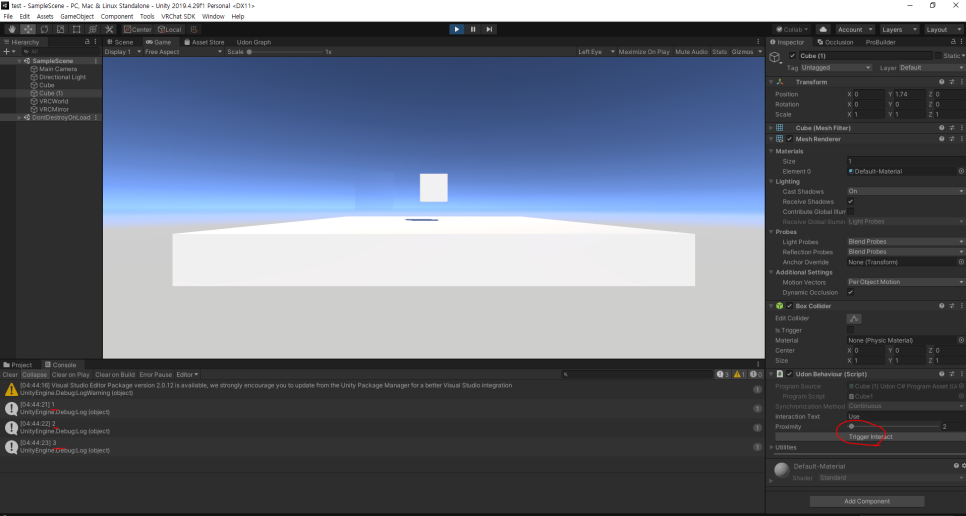 test - SampleScene - PC, Mac & Linux Standalone - Unity 2019.4.29f1 Personal <DX11>
File Edit Assets GameObject Component Tools VRChat SDK Window Help
Center Local Collab Account Layers Layout
Hierarchy
All
SampleScene
Main Camera
Directional Light
Cube
Cube (1)
VRCWorld
VRCMirror
DontDestroyOnLoad
Scene Game Asset Store Udon Graph
Display 1 Free Aspect Scale 1x Left Eye Maximize On Play Mute Audio Stats Gizmos
Project Console
Clear Collapse Clear on Play Clear on Build Error Pause Editor 3 1 0
[04:44:16] Visual Studio Editor Package version 2.0.12 is available, we strongly encourage you to update from the Unity Package Manager for a better Visual Studio integration
UnityEngine.Debug:LogWarning (object)
1
[04:44:21] 1
UnityEngine.Debug:Log (object)
1
[04:44:22] 2
UnityEngine.Debug:Log (object)
1
[04:44:23] 3
UnityEngine.Debug:Log (object)
1
Inspector Occlusion ProBuilder
Cube (1) Static
Tag Untagged Layer Default
Transform
Position X 0 Y 1.74 Z 0
Rotation X 0 Y 0 Z 0
Scale X 1 Y 1 Z 1
Cube (Mesh Filter)
Mesh Renderer
Materials
Size 1
Element 0 Default-Material
Lighting
Cast Shadows On
Receive Shadows
Contribute Global Illum
Receive Global Illumin Light Probes
Probes
Light Probes Blend Probes
Reflection Probes Blend Probes
Anchor Override None (Transform)
Additional Settings
Motion Vectors Per Object Motion
Dynamic Occlusion
Box Collider
Edit Collider
Is Trigger
Material None (Physic Material)
Center X 0 Y 0 Z 0
Size X 1 Y 1 Z 1
Udon Behaviour (Script)
Program Source Cube (1) Udon C# Program Asset (U
Program Script Cube1
Synchronization Method Continuous
Interaction Text Use
Proximity 2
Trigger Interact
Utilities
Default-Material
Shader Standard
Add Component